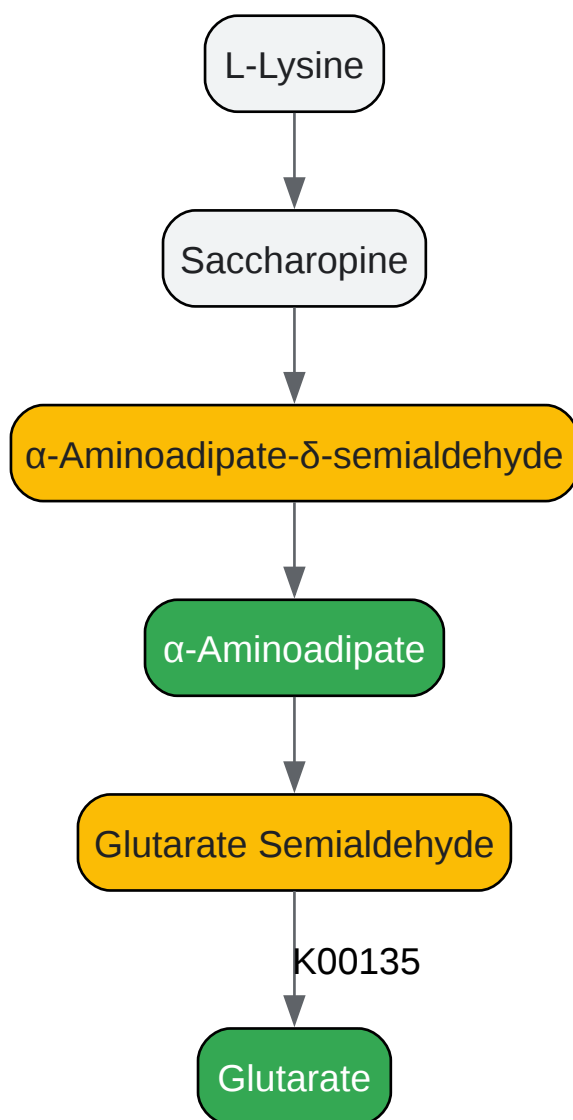 L-Lysine
Saccharopine
α-Aminoadipate-δ-semialdehyde
α-Aminoadipate
Glutarate Semialdehyde
K00135
Glutarate